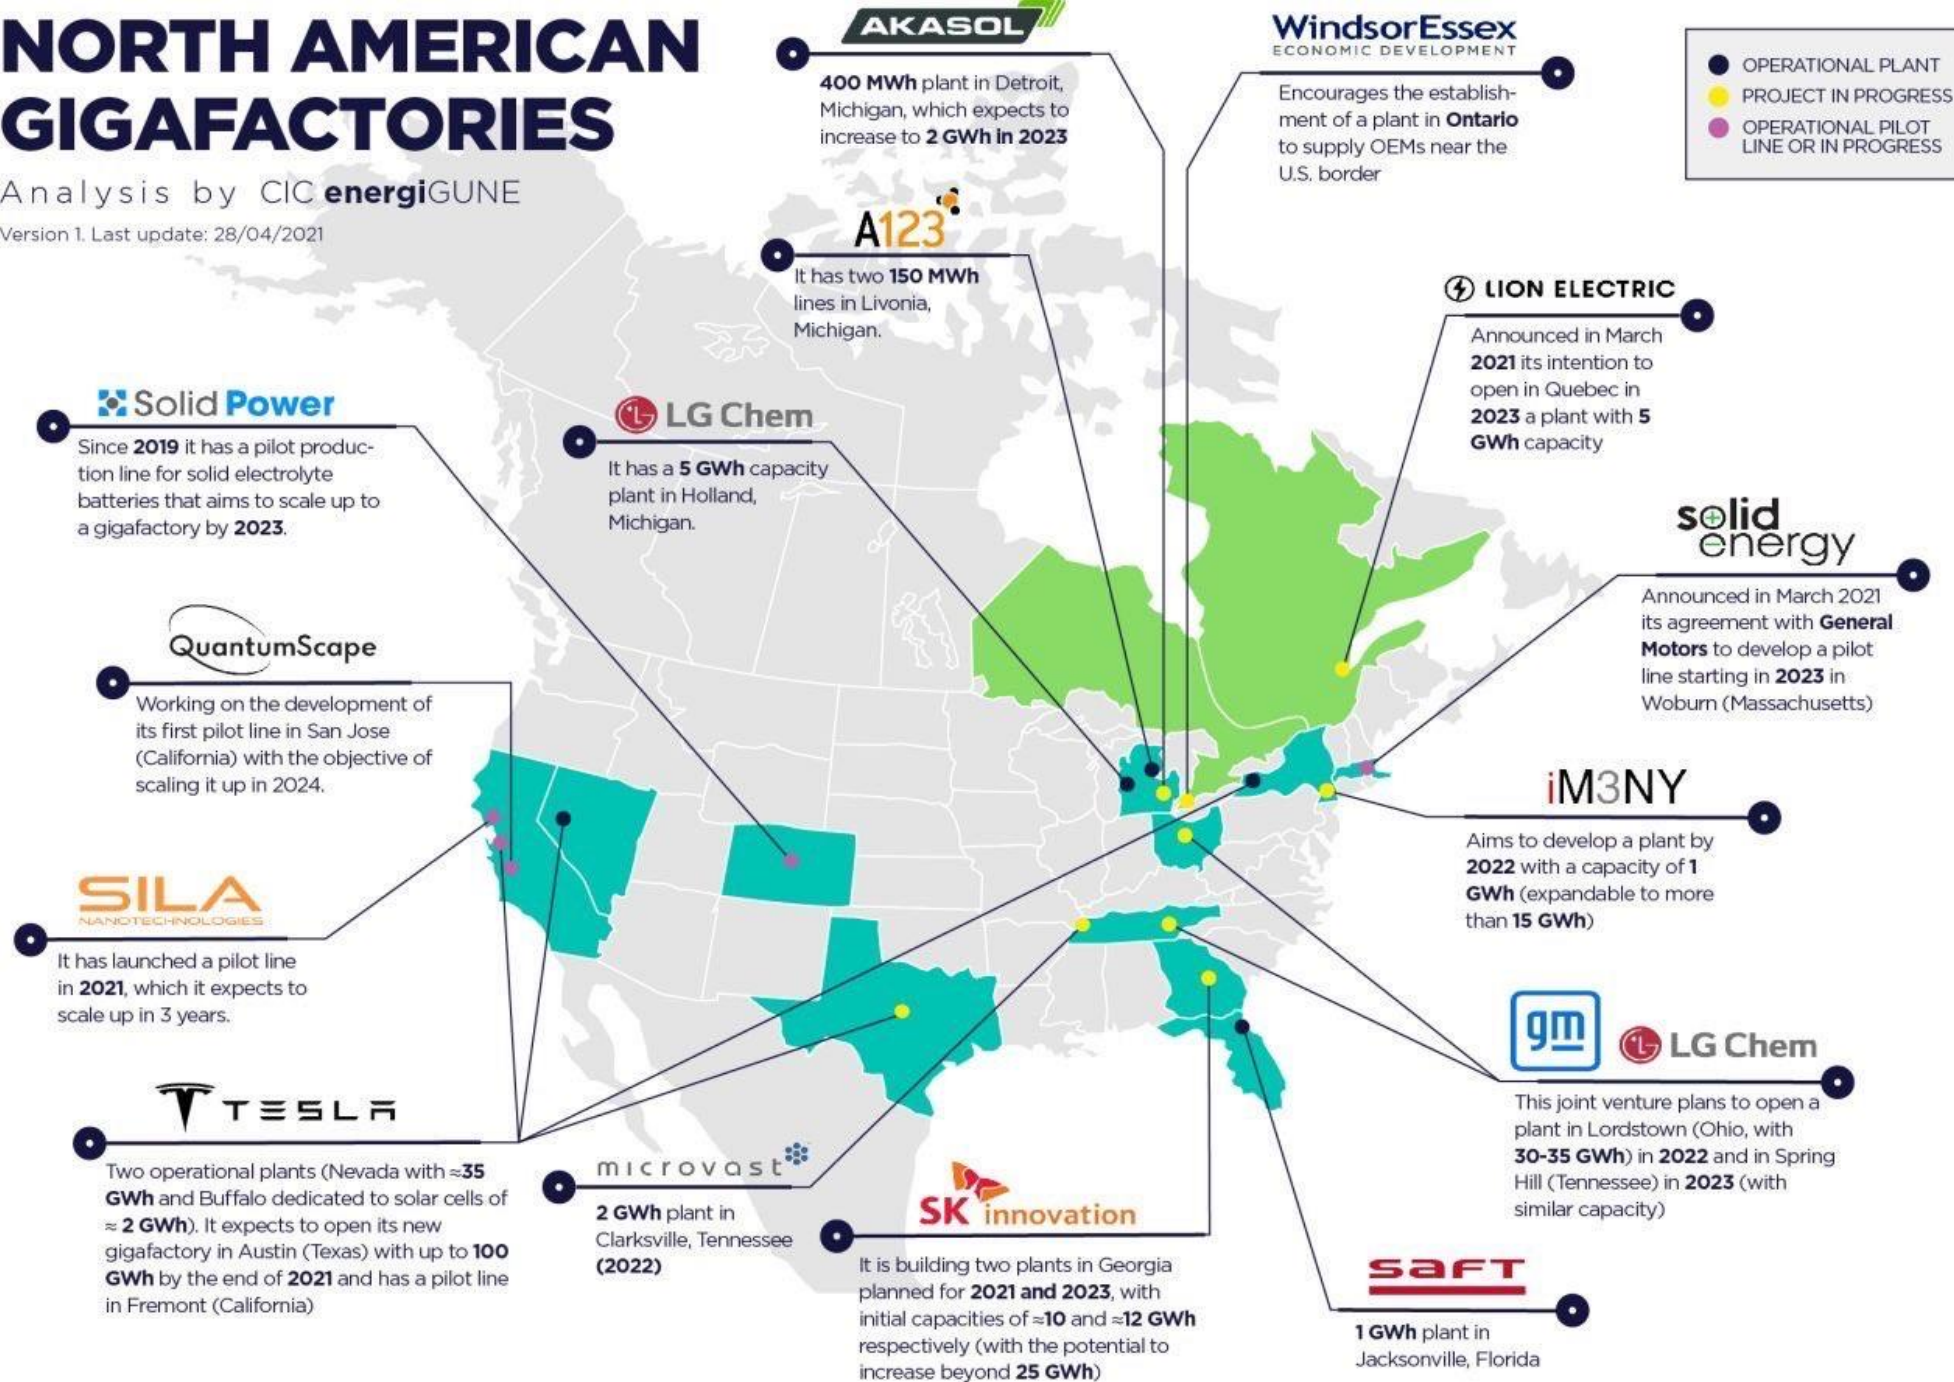 NORTH AMERICAN
GIGAFACTORIES
Analysis by CIC energiGUNE
Version 1. Last update: 28/04/2021
AKASOL
400 MWh plant in Detroit,
Michigan, which expects to
increase to 2 GWh in 2023
WindsorEssex
ECONOMIC DEVELOPMENT
Encourages the establish-
ment of a plant in Ontario
to supply OEMs near the
U.S. border
OPERATIONAL PLANT
PROJECT IN PROGRESS
OPERATIONAL PILOT
LINE OR IN PROGRESS
A123
It has two 150 MWh
lines in Livonia,
Michigan.
LION ELECTRIC
Announced in March
2021 its intention to
open in Quebec in
2023 a plant with 5
GWh capacity
Solid Power
Since 2019 it has a pilot produc-
tion line for solid electrolyte
batteries that aims to scale up to
a gigafactory by 2023.
LG Chem
It has a 5 GWh capacity
plant in Holland,
Michigan.
solid
energy
Announced in March 2021
its agreement with General
Motors to develop a pilot
line starting in 2023 in
Woburn (Massachusetts)
QuantumScape
Working on the development of
its first pilot line in San Jose
(California) with the objective of
scaling it up in 2024.
iM3NY
Aims to develop a plant by
2022 with a capacity of 1
GWh (expandable to more
than 15 GWh)
SILA
NANOTECHNOLOGIES
It has launched a pilot line
in 2021, which it expects to
scale up in 3 years.
gm LG Chem
This joint venture plans to open a
plant in Lordstown (Ohio, with
30-35 GWh) in 2022 and in Spring
Hill (Tennessee) in 2023 (with
similar capacity)
TESLA
Two operational plants (Nevada with ≈35
GWh and Buffalo dedicated to solar cells of
≈ 2 GWh). It expects to open its new
gigafactory in Austin (Texas) with up to 100
GWh by the end of 2021 and has a pilot line
in Fremont (California)
microvast
2 GWh plant in
Clarksville, Tennessee
(2022)
SK innovation
It is building two plants in Georgia
planned for 2021 and 2023, with
initial capacities of ≈10 and ≈12 GWh
respectively (with the potential to
increase beyond 25 GWh)
SAFT
1 GWh plant in
Jacksonville, Florida